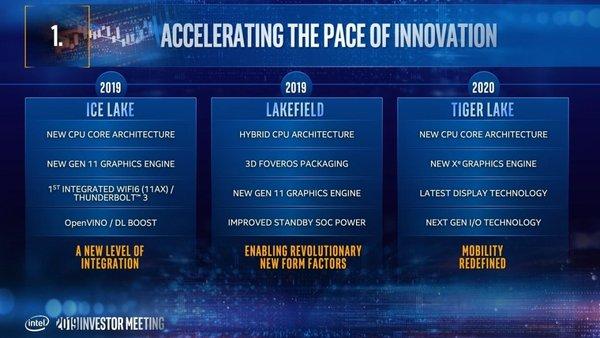 1.
ACCELERATING THE PACE OF INNOVATION
2019
ICE LAKE
NEW CPU CORE ARCHITECTURE
NEW GEN 11 GRAPHICS ENGINE
1ST INTEGRATED WIFI6 (11AX) /
THUNDERBOLT™ 3
OpenVINO / DL BOOST
A NEW LEVEL OF
INTEGRATION
2019
LAKEFIELD
HYBRID CPU ARCHITECTURE
3D FOVEROS PACKAGING
NEW GEN 11 GRAPHICS ENGINE
IMPROVED STANDBY SOC POWER
ENABLING REVOLUTIONARY
NEW FORM FACTORS
2020
TIGER LAKE
NEW CPU CORE ARCHITECTURE
NEW Xe GRAPHICS ENGINE
LATEST DISPLAY TECHNOLOGY
NEXT GEN I/O TECHNOLOGY
MOBILITY
REDEFINED
intel 2019 INVESTOR MEETING